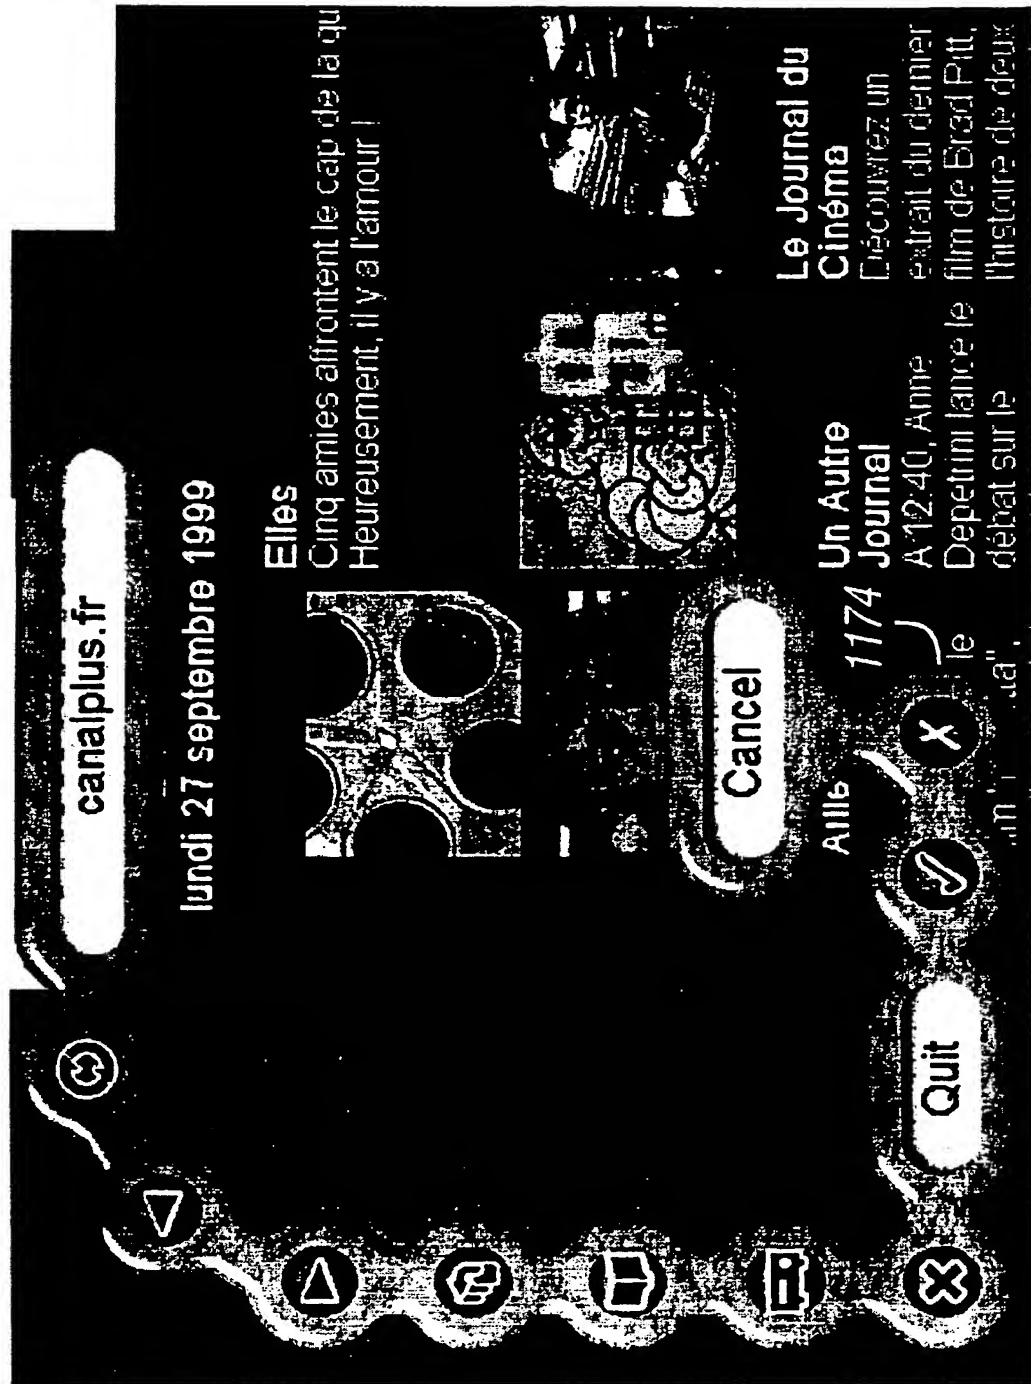 canalplus.fr
lundi 27 septembre 1999
Elles
Cinq amies affrontent le cap de la qu
Heureusement, il y a l'amour !
Cancel
1174
Un Autre
Journal
A 12:40, Anne
Depetrini lance le
débat sur le
Le Journal du
Cinéma
Découvrez un
extrait du dernier
film de Brad Pitt,
l'histoire de deux
le
Quit